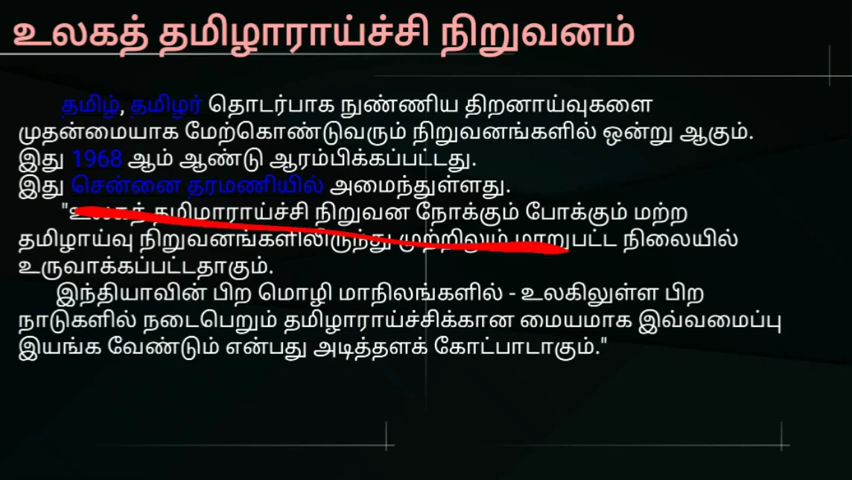 உலகத் தமிழாராய்ச்சி நிறுவனம்
தமிழ், தமிழர் தொடர்பாக நுண்ணிய திறனாய்வுகளை
முதன்மையாக மேற்கொண்டுவரும் நிறுவனங்களில் ஒன்று ஆகும்.
இது 1968 ஆம் ஆண்டு ஆரம்பிக்கப்பட்டது.
இது சென்னை தரமணியில் அமைந்துள்ளது.
"உலகத் தமிழாராய்ச்சி நிறுவன நோக்கும் போக்கும் மற்ற
தமிழாய்வு நிறுவனங்களிலிருந்து முற்றிலும் மாறுபட்ட நிலையில்
உருவாக்கப்பட்டதாகும்.
இந்தியாவின் பிற மொழி மாநிலங்களில் - உலகிலுள்ள பிற
நாடுகளில் நடைபெறும் தமிழாராய்ச்சிக்கான மையமாக இவ்வமைப்பு
இயங்க வேண்டும் என்பது அடித்தளக் கோட்பாடாகும்."